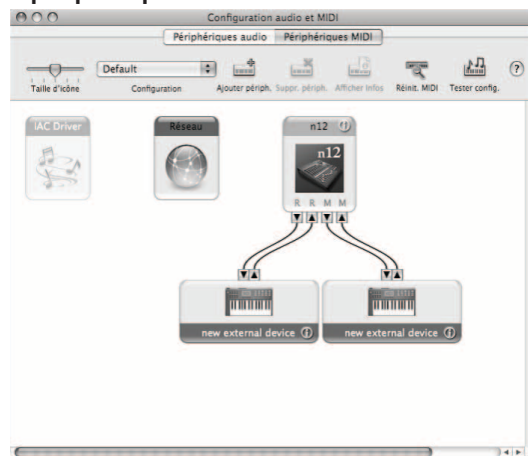 Configuration audio et MIDI
Périphériques audio Périphériques MIDI
Default
Taille d'icône Configuration Ajouter périph. Suppr. périph. Afficher infos Réinit. MIDI Tester config. ?
IAC Driver Réseau n12 i
n12
R R M M
new external device i new external device i